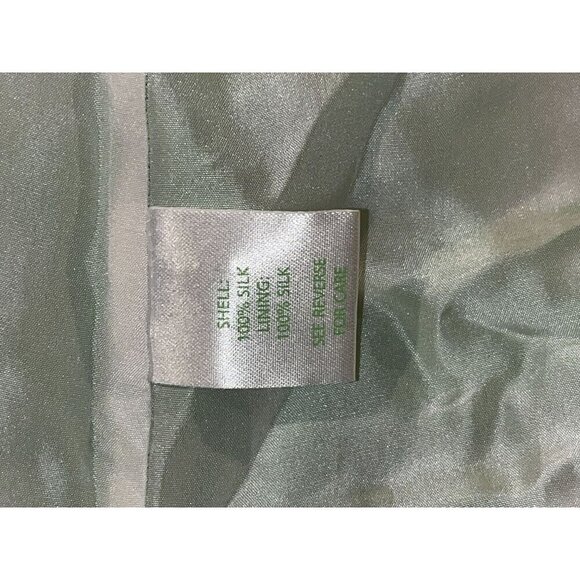 SHELL:
100% SILK
LINING:
100% SILK
SEE REVERSE
FOR CARE